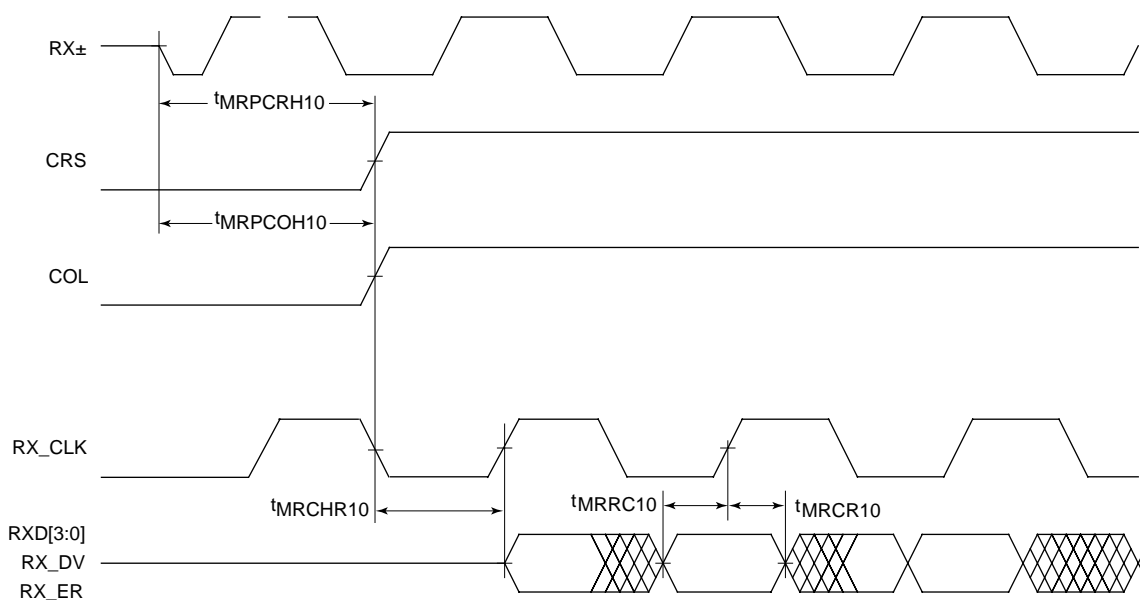 RX±
tMRPCRH10
CRS
tMRPCOH10
COL
RX_CLK
tMRCHR10
tMRRC10
tMRCR10
RXD[3:0]
RX_DV
RX_ER